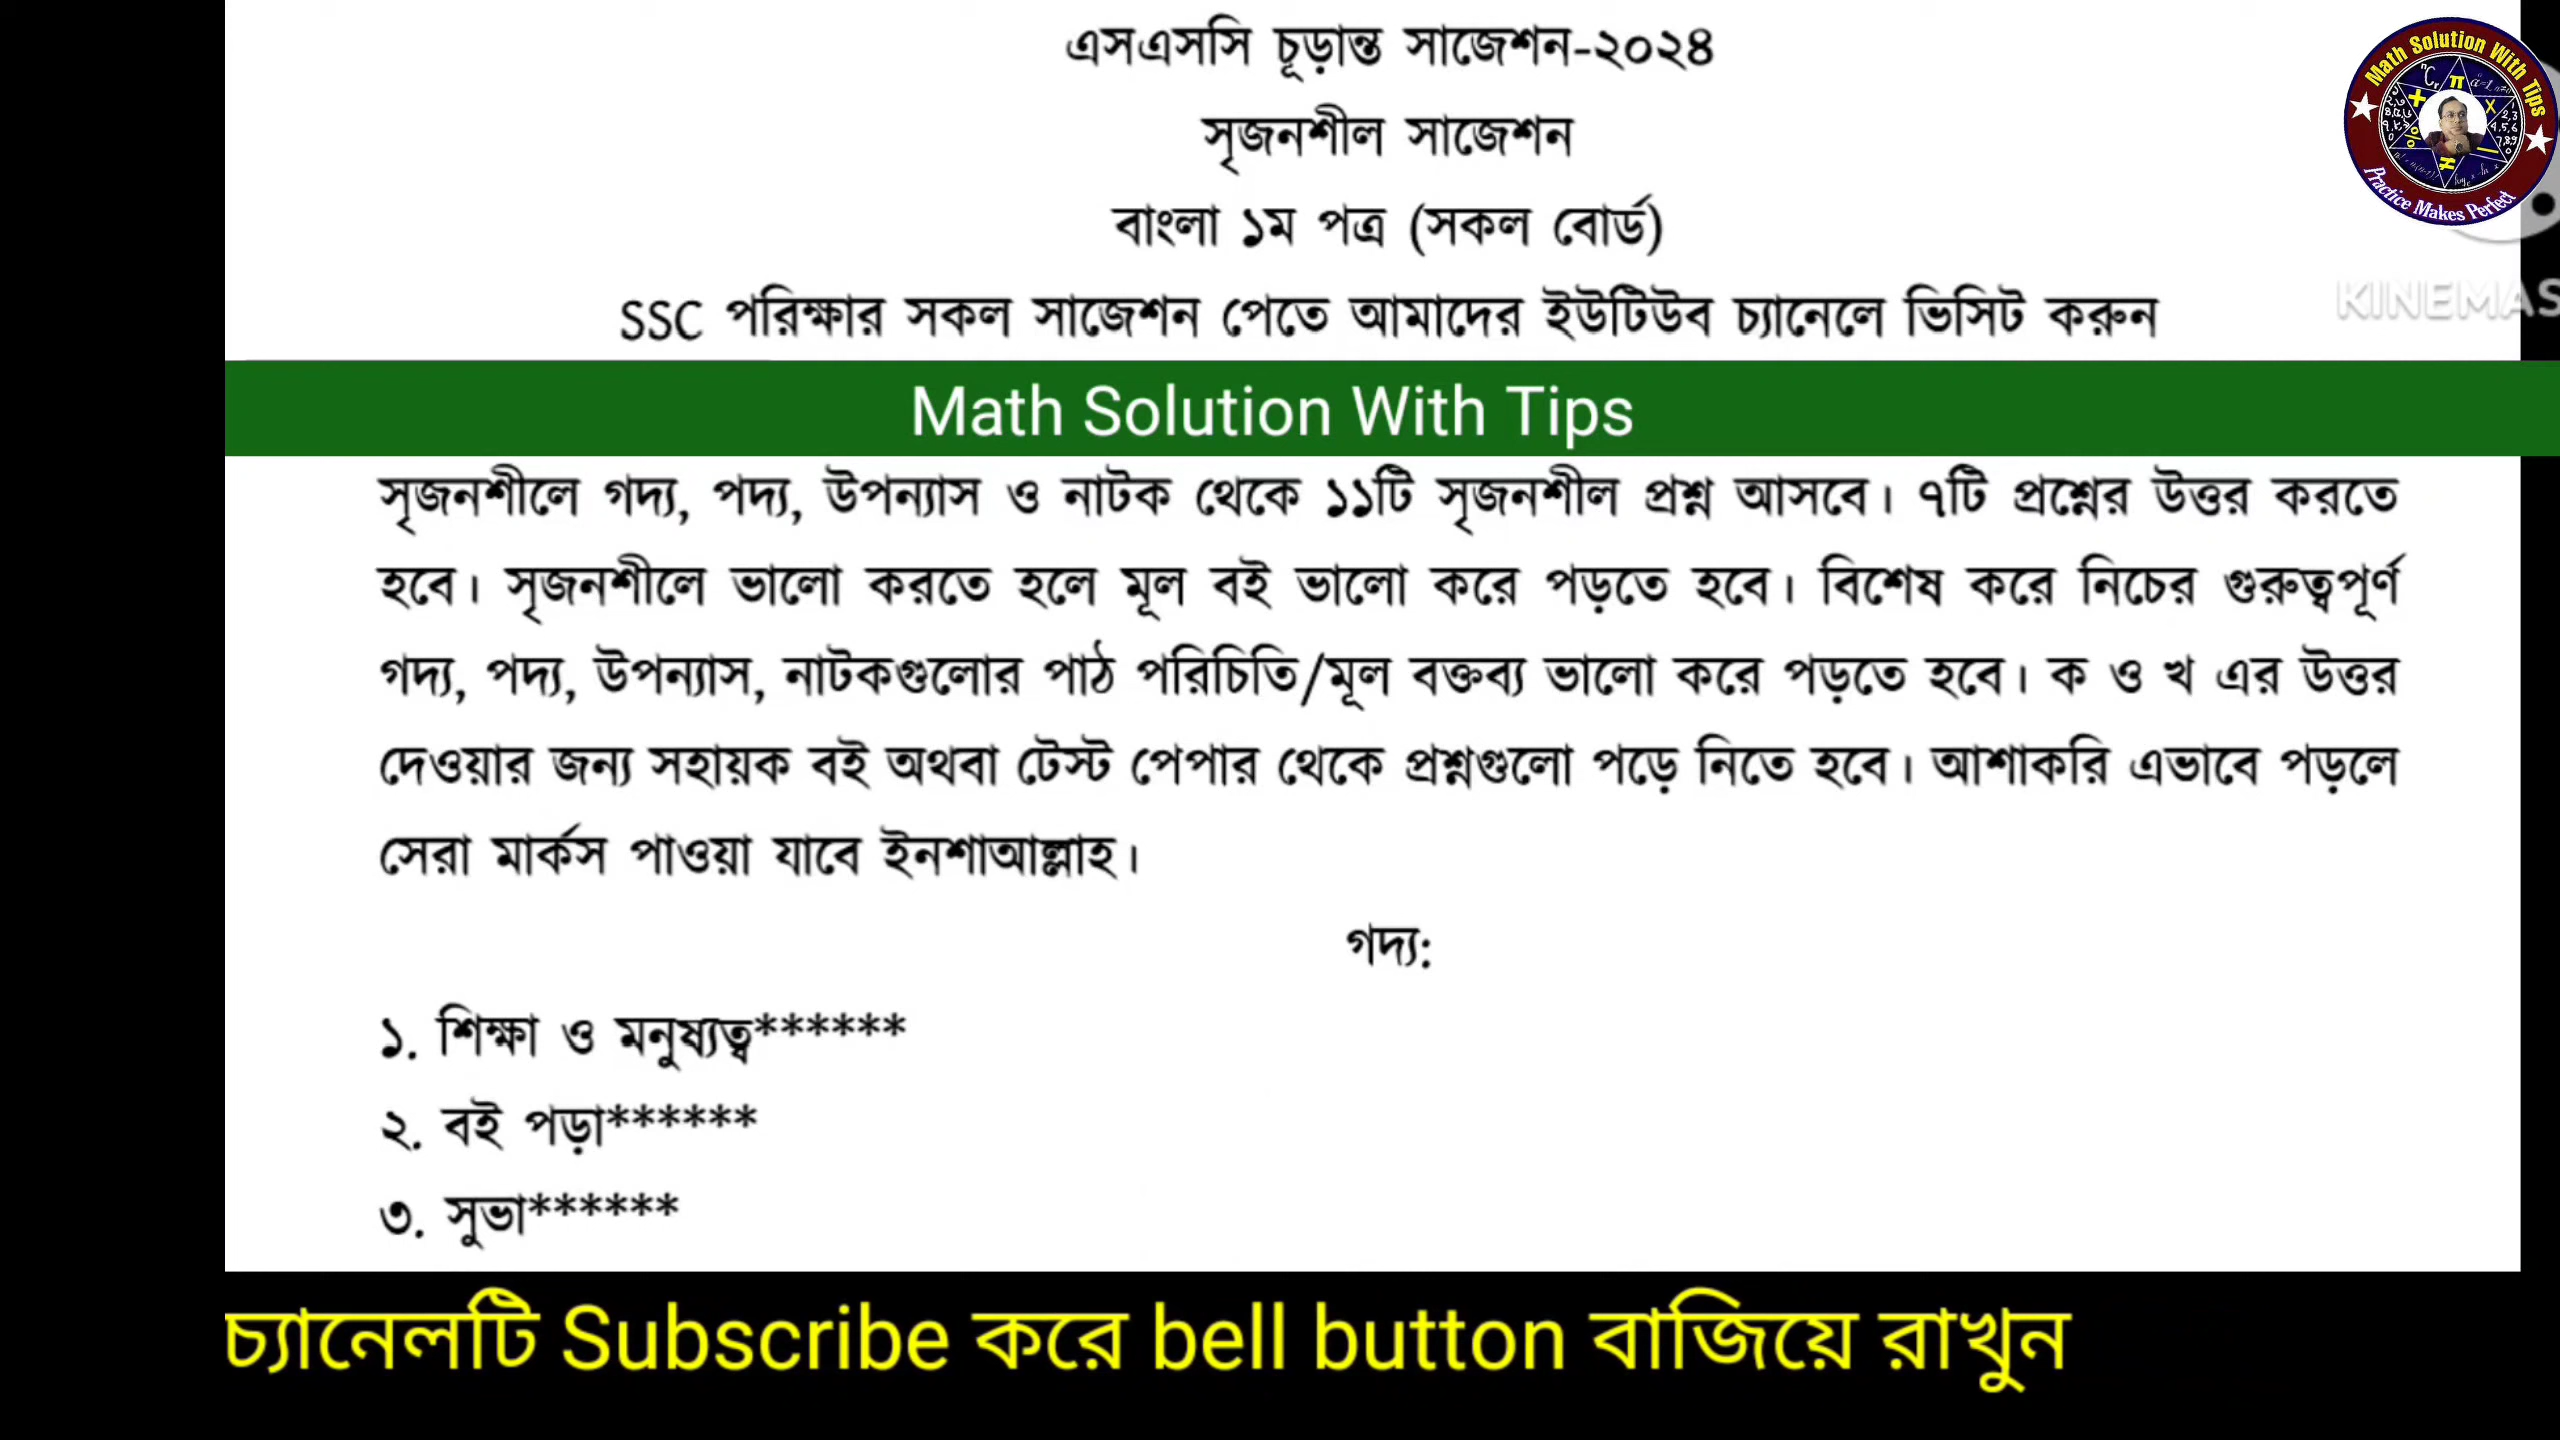 এসএসসি চূড়ান্ত সাজেশন-২০২৪
সৃজনশীল সাজেশন
বাংলা ১ম পত্র (সকল বোর্ড)
SSC পরিক্ষার সকল সাজেশন পেতে আমাদের ইউটিউব চ্যানেলে ভিসিট করুন
Math Solution With Tips
Practice Makes Perfect
KINEMAS
Math Solution With Tips
সৃজনশীলে গদ্য, পদ্য, উপন্যাস ও নাটক থেকে ১১টি সৃজনশীল প্রশ্ন আসবে। ৭টি প্রশ্নের উত্তর করতে
হবে। সৃজনশীলে ভালো করতে হলে মূল বই ভালো করে পড়তে হবে। বিশেষ করে নিচের গুরুত্বপূর্ণ
গদ্য, পদ্য, উপন্যাস, নাটকগুলোর পাঠ পরিচিতি/মূল বক্তব্য ভালো করে পড়তে হবে। ক ও খ এর উত্তর
দেওয়ার জন্য সহায়ক বই অথবা টেস্ট পেপার থেকে প্রশ্নগুলো পড়ে নিতে হবে। আশাকরি এভাবে পড়লে
সেরা মার্কস পাওয়া যাবে ইনশাআল্লাহ।
গদ্য:
১. শিক্ষা ও মনুষ্যত্ব******
২. বই পড়া******
৩. সুভা******
চ্যানেলটি Subscribe করে bell button বাজিয়ে রাখুন